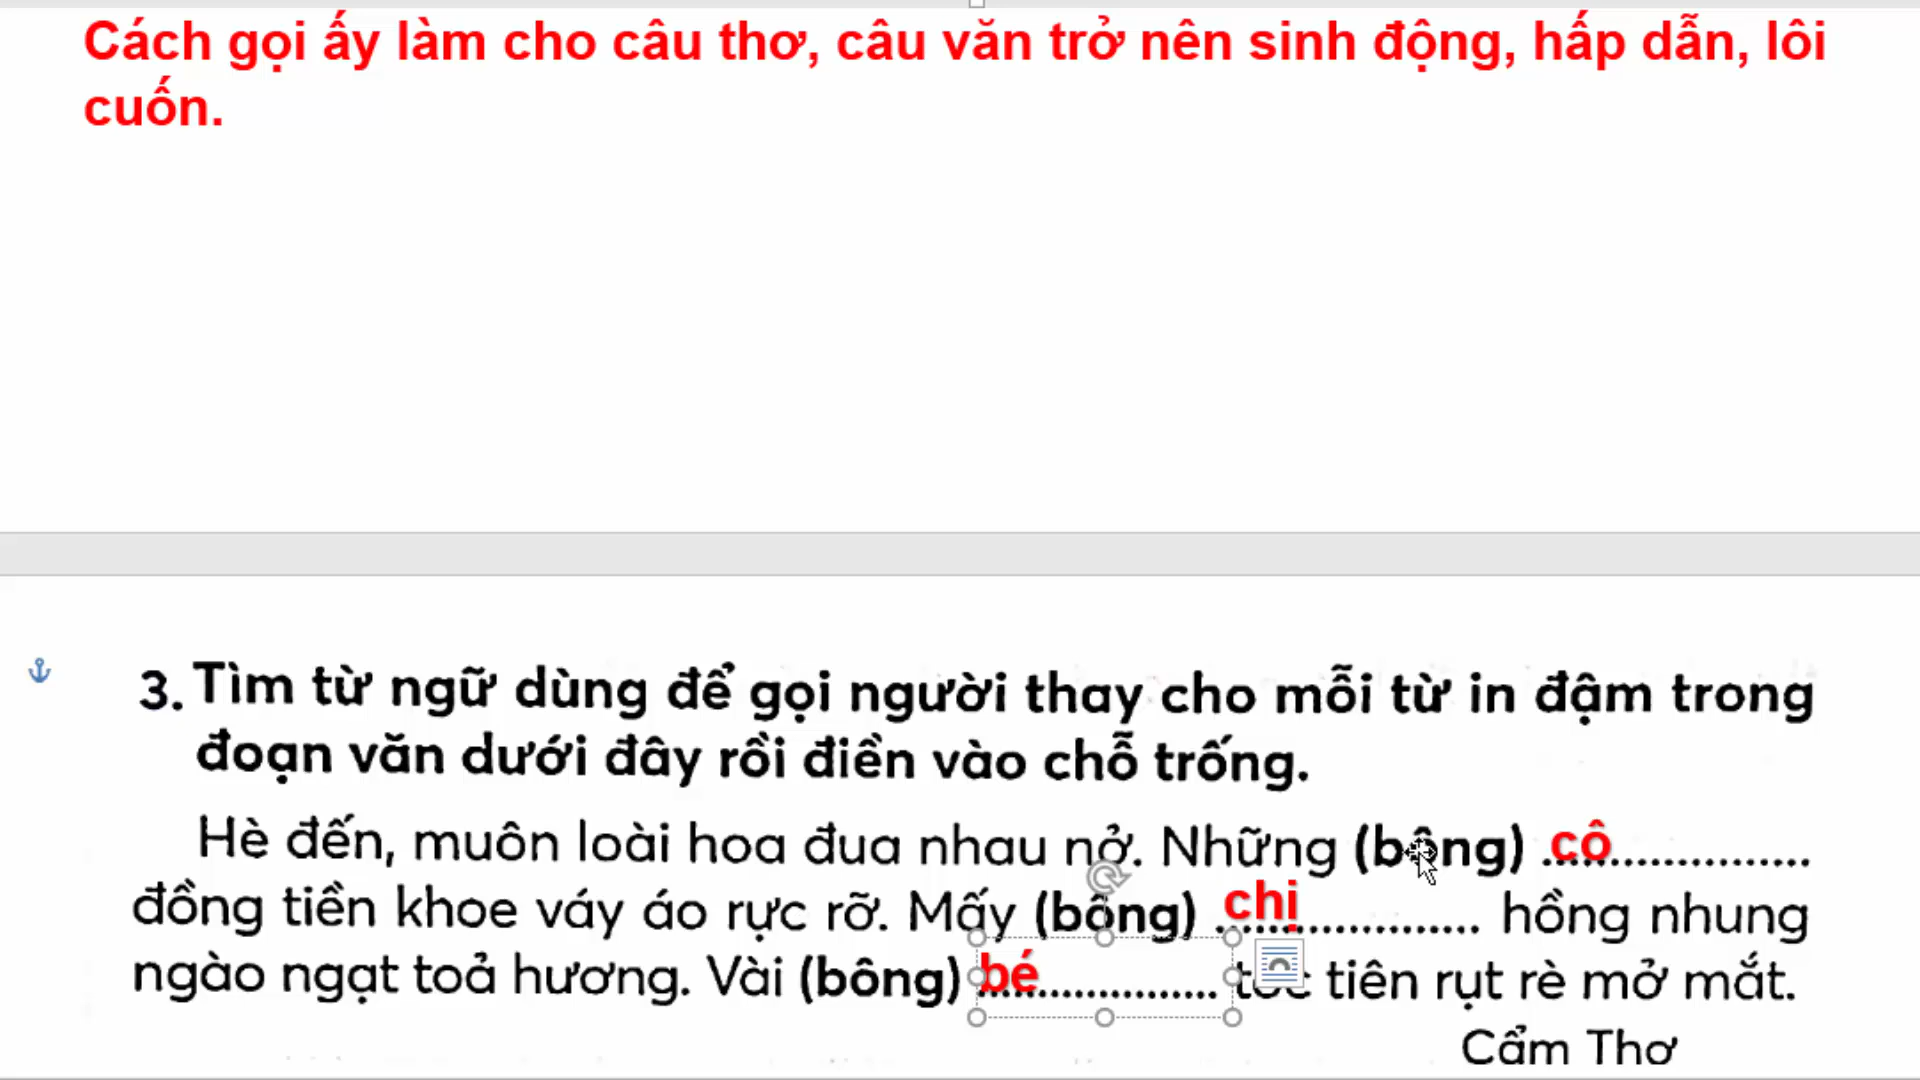 Cách gọi ấy làm cho câu thơ, câu văn trở nên sinh động, hấp dẫn, lôi
cuốn.
3. Tìm từ ngữ dùng để gọi người thay cho mỗi từ in đậm trong
đoạn văn dưới đây rồi điền vào chỗ trống.
Hè đến, muôn loài hoa đua nhau nở. Những (bông) cô....................
đồng tiền khoe váy áo rực rỡ. Mấy (bông) chị.................... hồng nhung
ngào ngạt toả hương. Vài (bông) bé.................... tóc tiên rụt rè mở mắt.
Cẩm Thơ